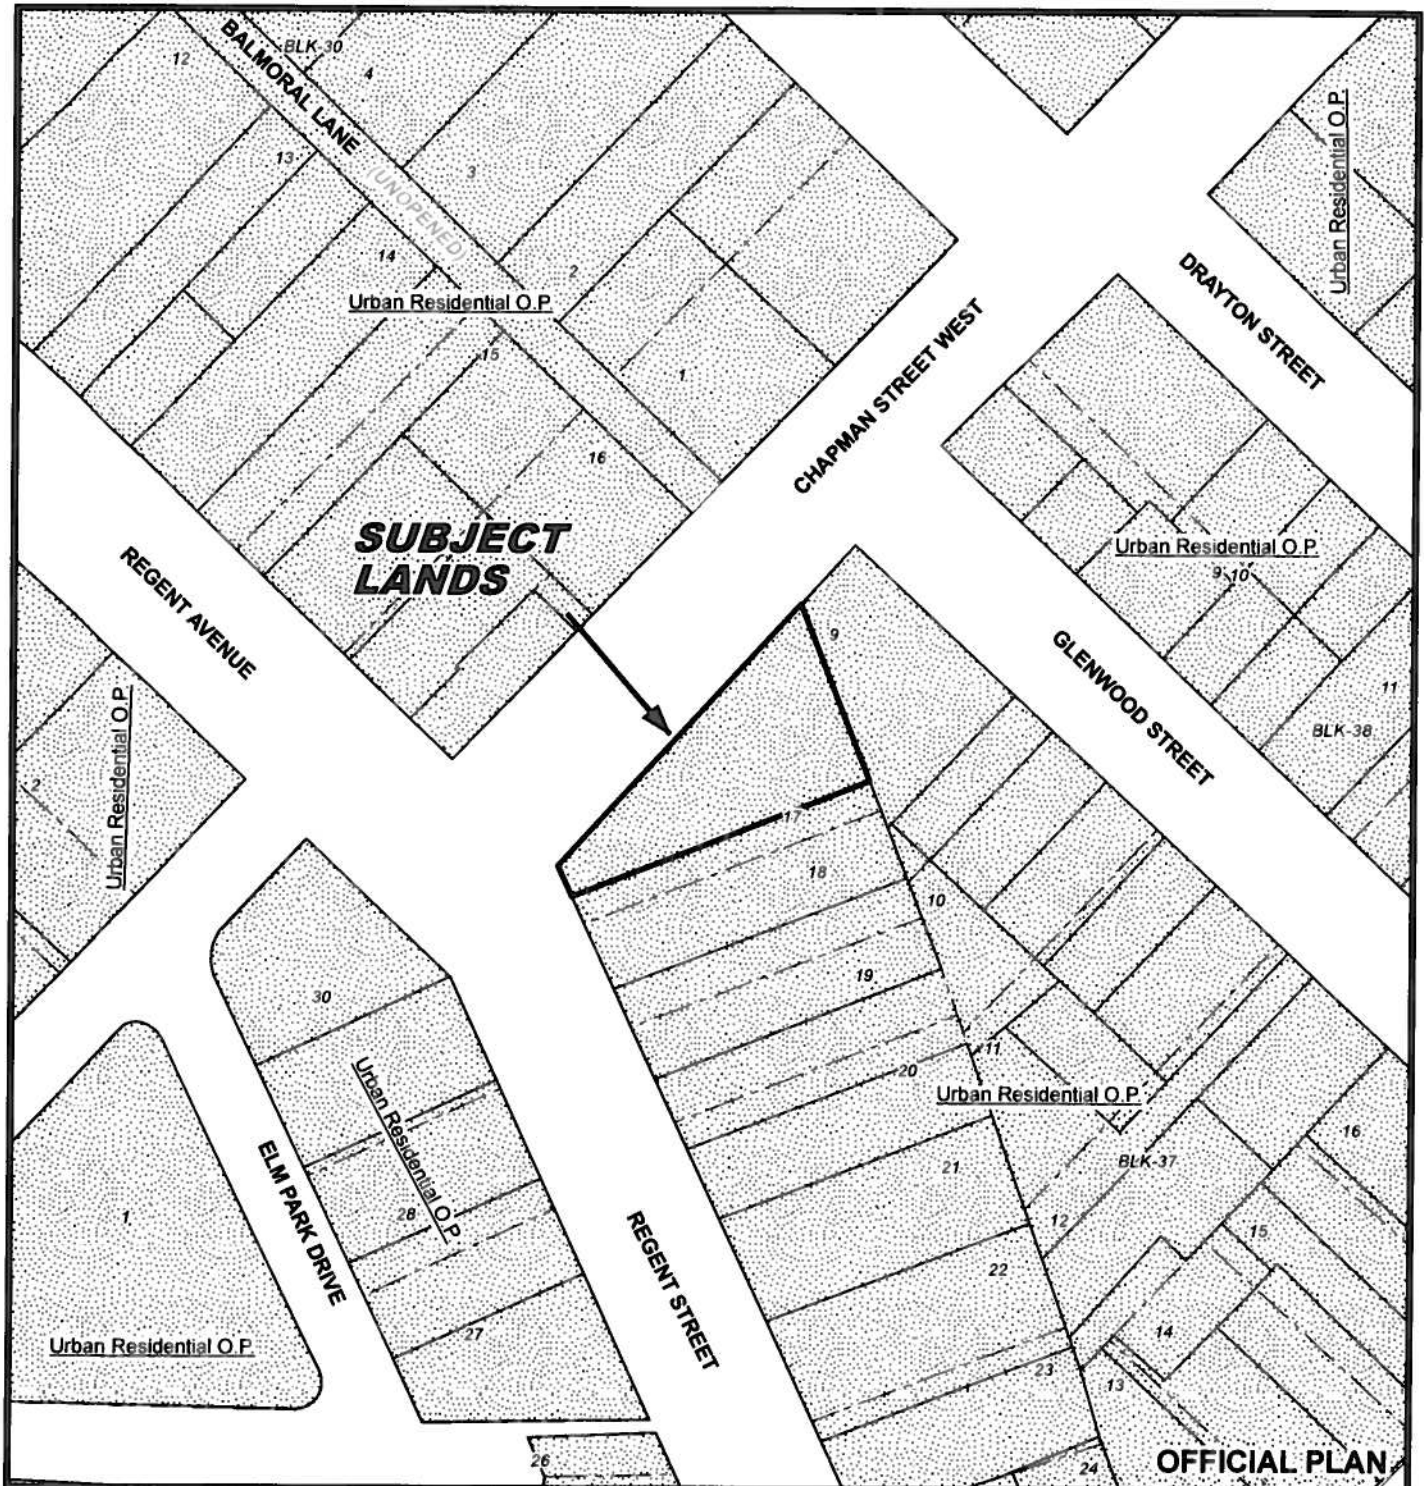 BLK-30
12
4
BALMORAL LANE
(UNOPENED)
13
3
14
2
Urban Residential O.P.
15
1
16
Urban Residential O.P.
DRAYTON STREET
CHAPMAN STREET WEST
SUBJECT
LANDS
REGENT AVENUE
Urban Residential O.P.
9
10
GLENWOOD STREET
11
BLK-38
9
2
Urban Residential O.P.
17
18
10
19
30
11
20
Urban Residential O.P.
Urban Residential O.P.
16
BLK-37
21
ELM PARK DRIVE
1
28
12
15
REGENT STREET
22
27
14
Urban Residential O.P.
23
13
26
24
OFFICIAL PLAN